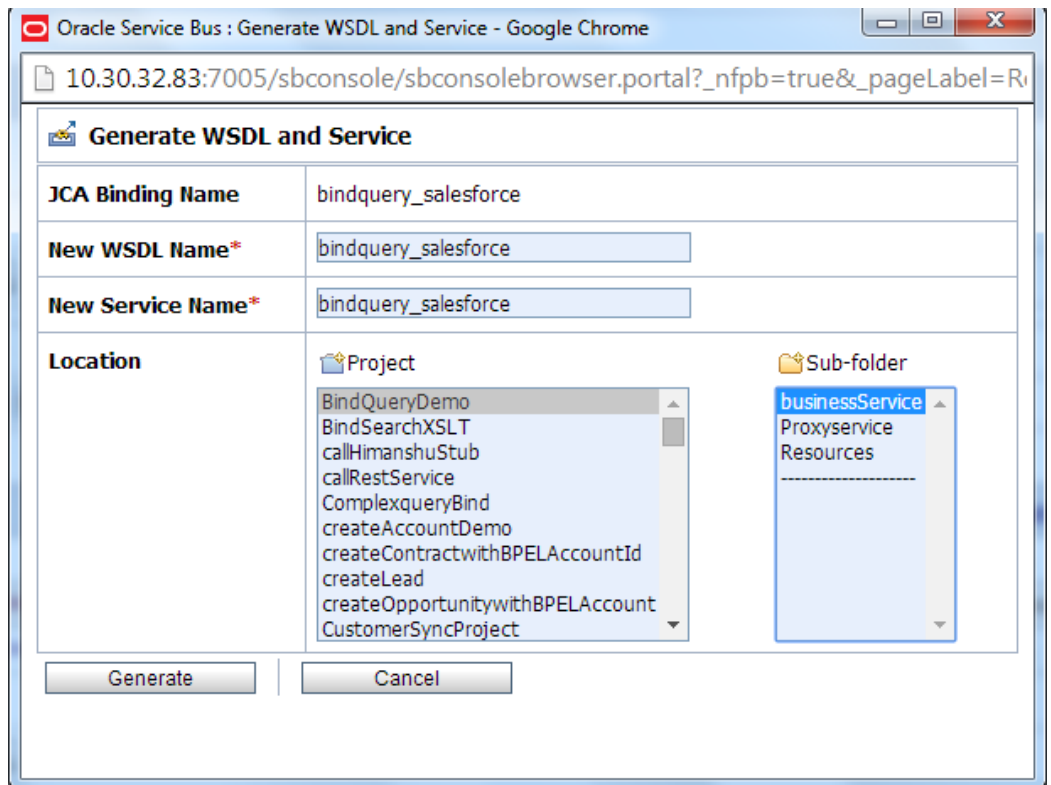 Oracle Service Bus : Generate WSDL and Service - Google Chrome
10.30.32.83:7005/sbconsole/sbconsolebrowser.portal?_nfpb=true&_pageLabel=R
Generate WSDL and Service
JCA Binding Name bindquery_salesforce
New WSDL Name* bindquery_salesforce
New Service Name* bindquery_salesforce
Location Project Sub-folder
BindQueryDemo businessService
BindSearchXSLT Proxyservice
callHimanshuStub Resources
callRestService --------------------
ComplexqueryBind
createAccountDemo
createContractwithBPELAccountId
createLead
createOpportunitywithBPELAccount
CustomerSyncProject
Generate Cancel